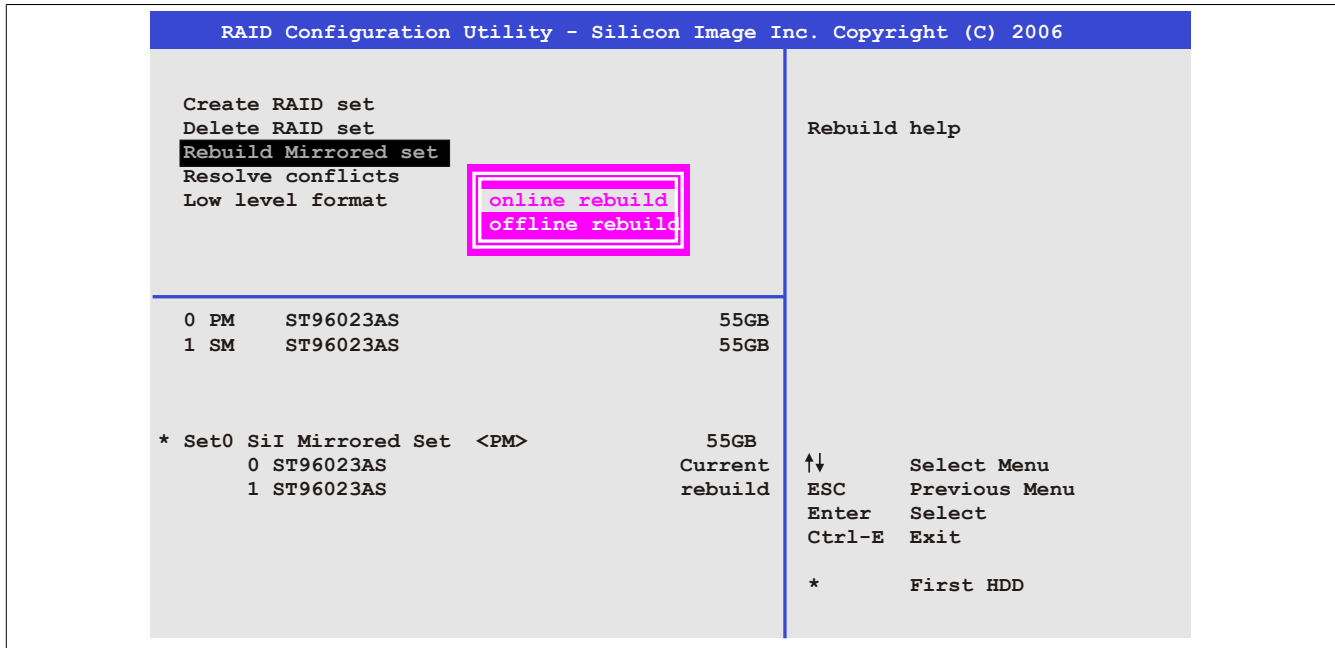 RAID Configuration Utility - Silicon Image Inc. Copyright (C) 2006
Create RAID set
Delete RAID set
Rebuild Mirrored set
Resolve conflicts
Low level format
online rebuild
offline rebuild
Rebuild help
0 PM ST96023AS 55GB
1 SM ST96023AS 55GB
* Set0 SiI Mirrored Set <PM> 55GB
0 ST96023AS Current
1 ST96023AS rebuild
↑↓ Select Menu
ESC Previous Menu
Enter Select
Ctrl-E Exit
* First HDD